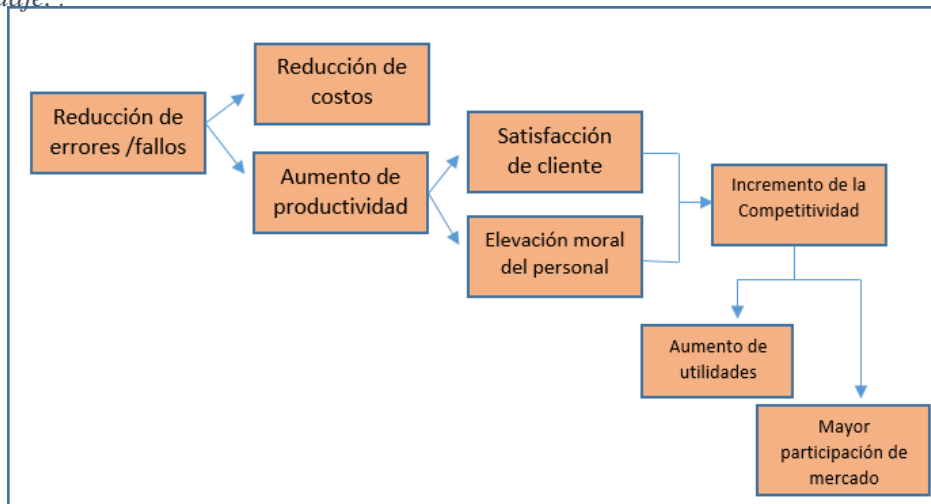 Reducción de
costos
Reducción de
errores /fallos
Satisfacción
de cliente
Aumento de
productividad
Incremento de la
Competitividad
Elevación moral
del personal
Aumento de
utilidades
Mayor
participación de
mercado